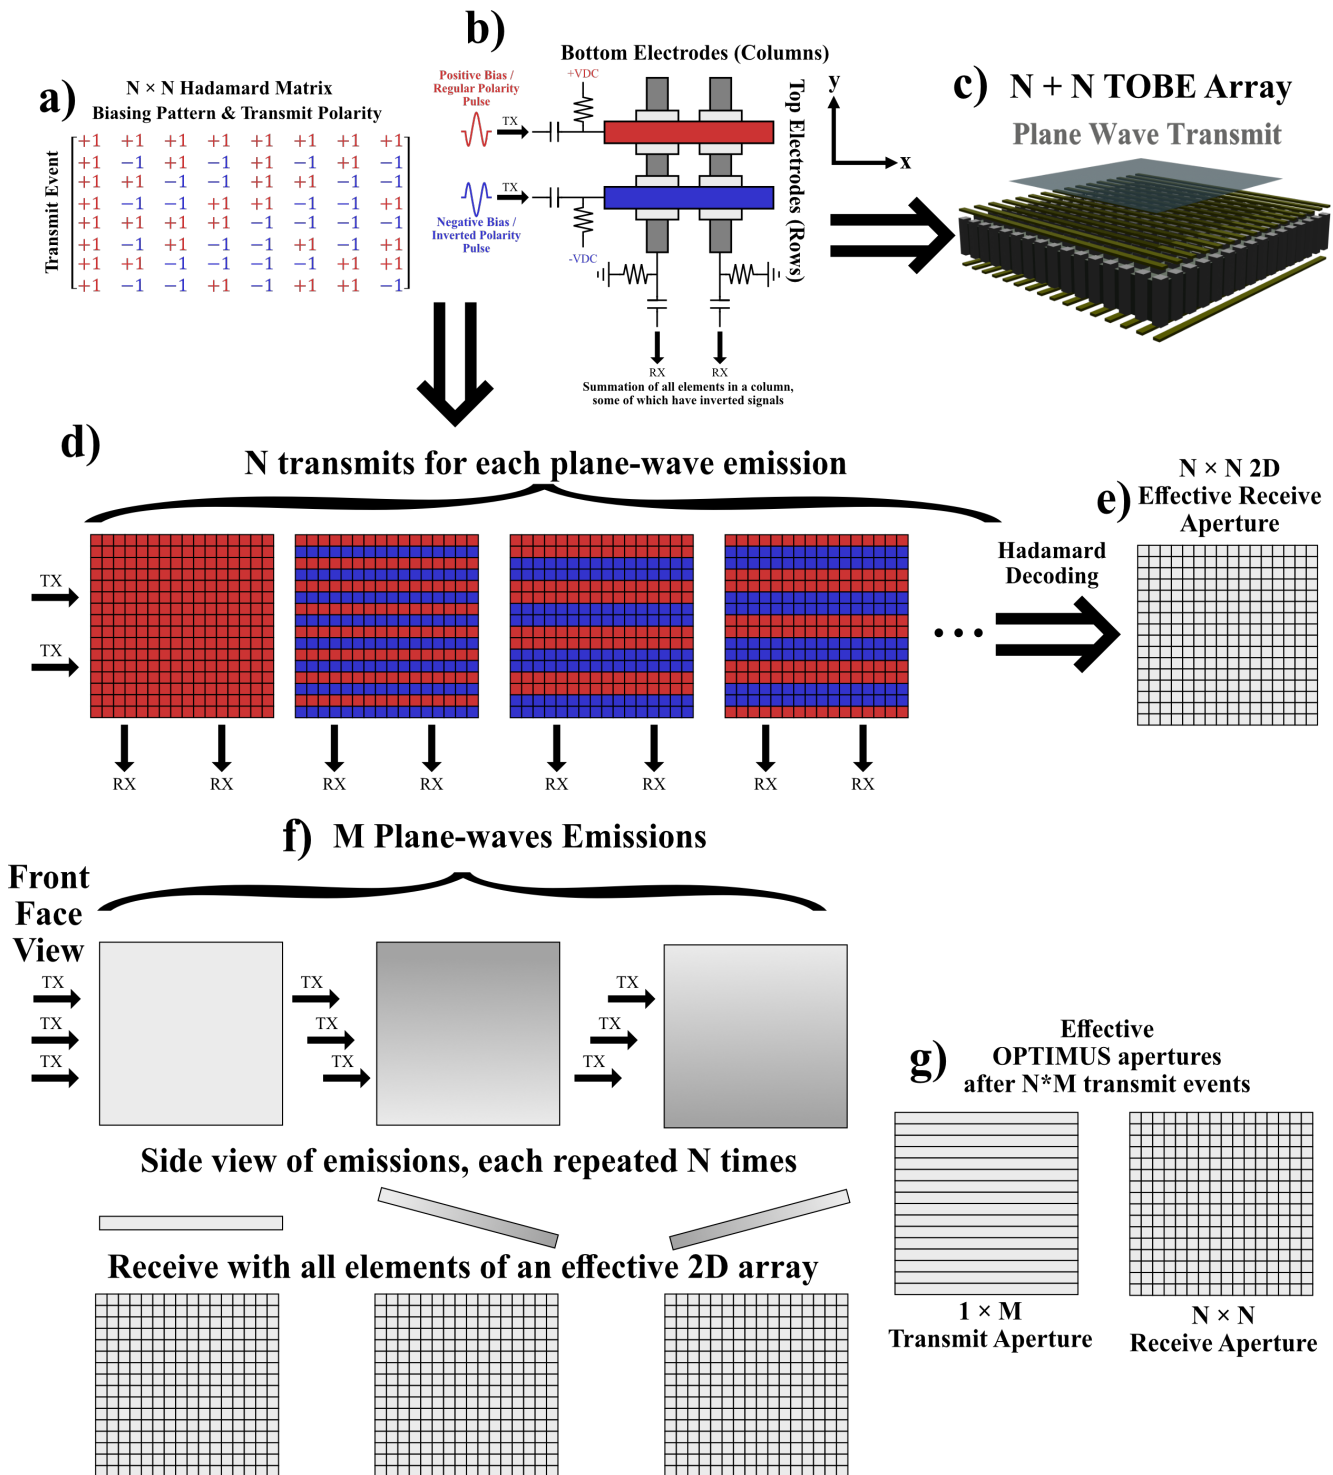 a)
N × N Hadamard Matrix
Biasing Pattern & Transmit Polarity
Transmit Event
+1 +1 +1 +1 +1 +1 +1 +1
+1 −1 +1 −1 +1 −1 +1 −1
+1 +1 −1 −1 +1 +1 −1 −1
+1 −1 −1 +1 +1 −1 −1 +1
+1 +1 +1 +1 −1 −1 −1 −1
+1 −1 +1 −1 −1 +1 −1 +1
+1 +1 −1 −1 −1 −1 +1 +1
+1 −1 −1 +1 −1 +1 +1 −1
b)
Bottom Electrodes (Columns)
Positive Bias /
Regular Polarity
Pulse
+VDC
TX
TX
Negative Bias /
Inverted Polarity
Pulse
-VDC
Top Electrodes (Rows)
y
x
RX RX
Summation of all elements in a column,
some of which have inverted signals
c)
N + N TOBE Array
Plane Wave Transmit
d)
N transmits for each plane-wave emission
TX
TX
RX RX RX RX RX RX RX RX
Hadamard
Decoding
e)
N × N 2D
Effective Receive
Aperture
f)
M Plane-waves Emissions
Front
Face
View
TX TX TX
TX TX TX
TX TX TX
Side view of emissions, each repeated N times
Receive with all elements of an effective 2D array
g)
Effective
OPTIMUS apertures
after N*M transmit events
1 × M
Transmit Aperture
N × N
Receive Aperture